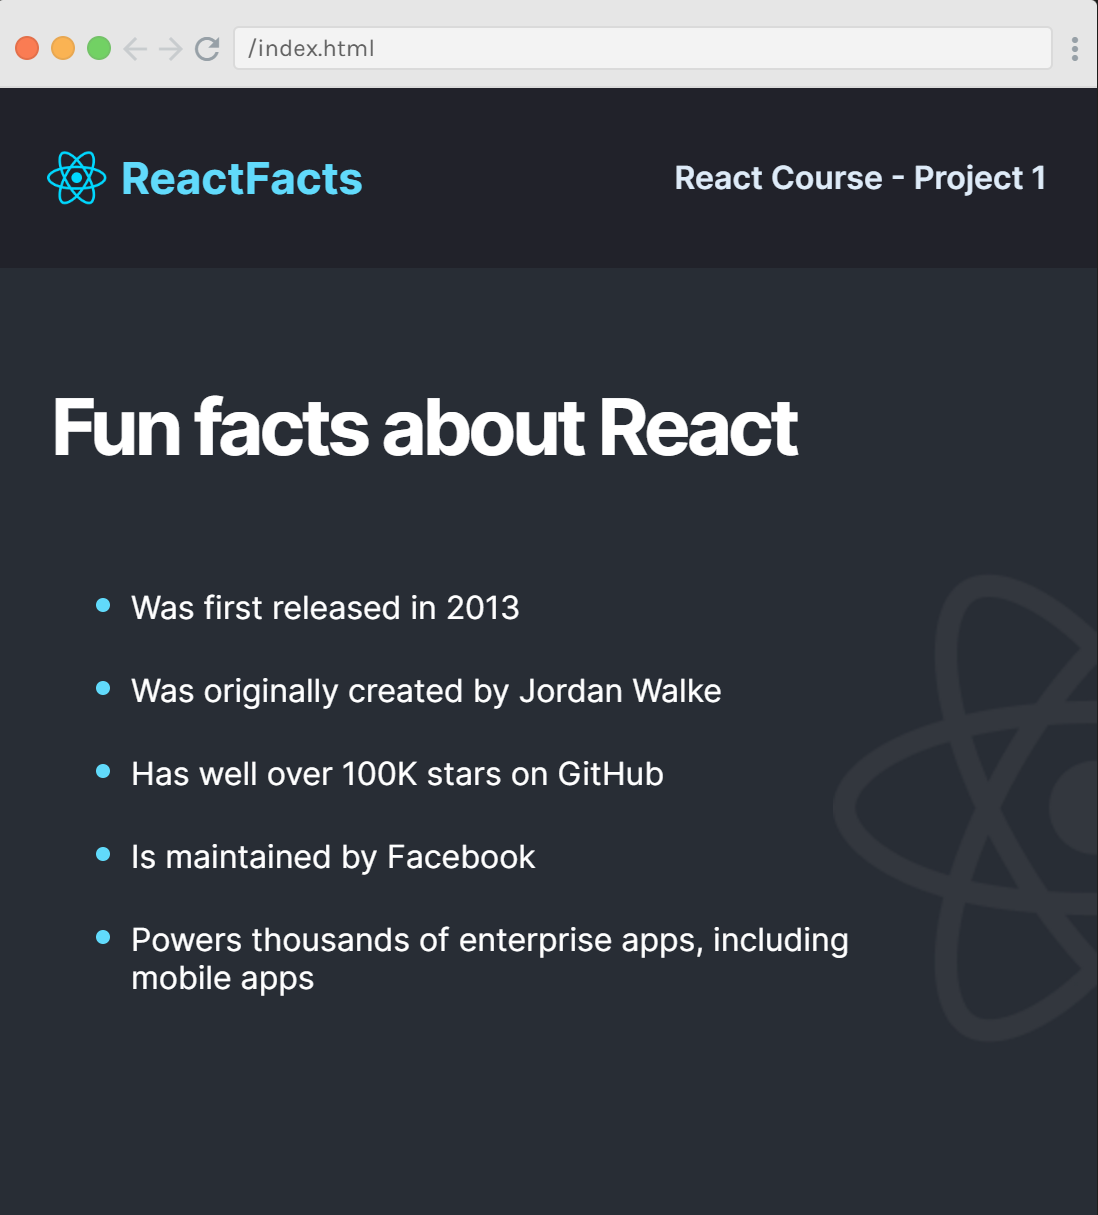 /index.html
ReactFacts
React Course - Project 1
Fun facts about React
Was first released in 2013
Was originally created by Jordan Walke
Has well over 100K stars on GitHub
Is maintained by Facebook
Powers thousands of enterprise apps, including
mobile apps